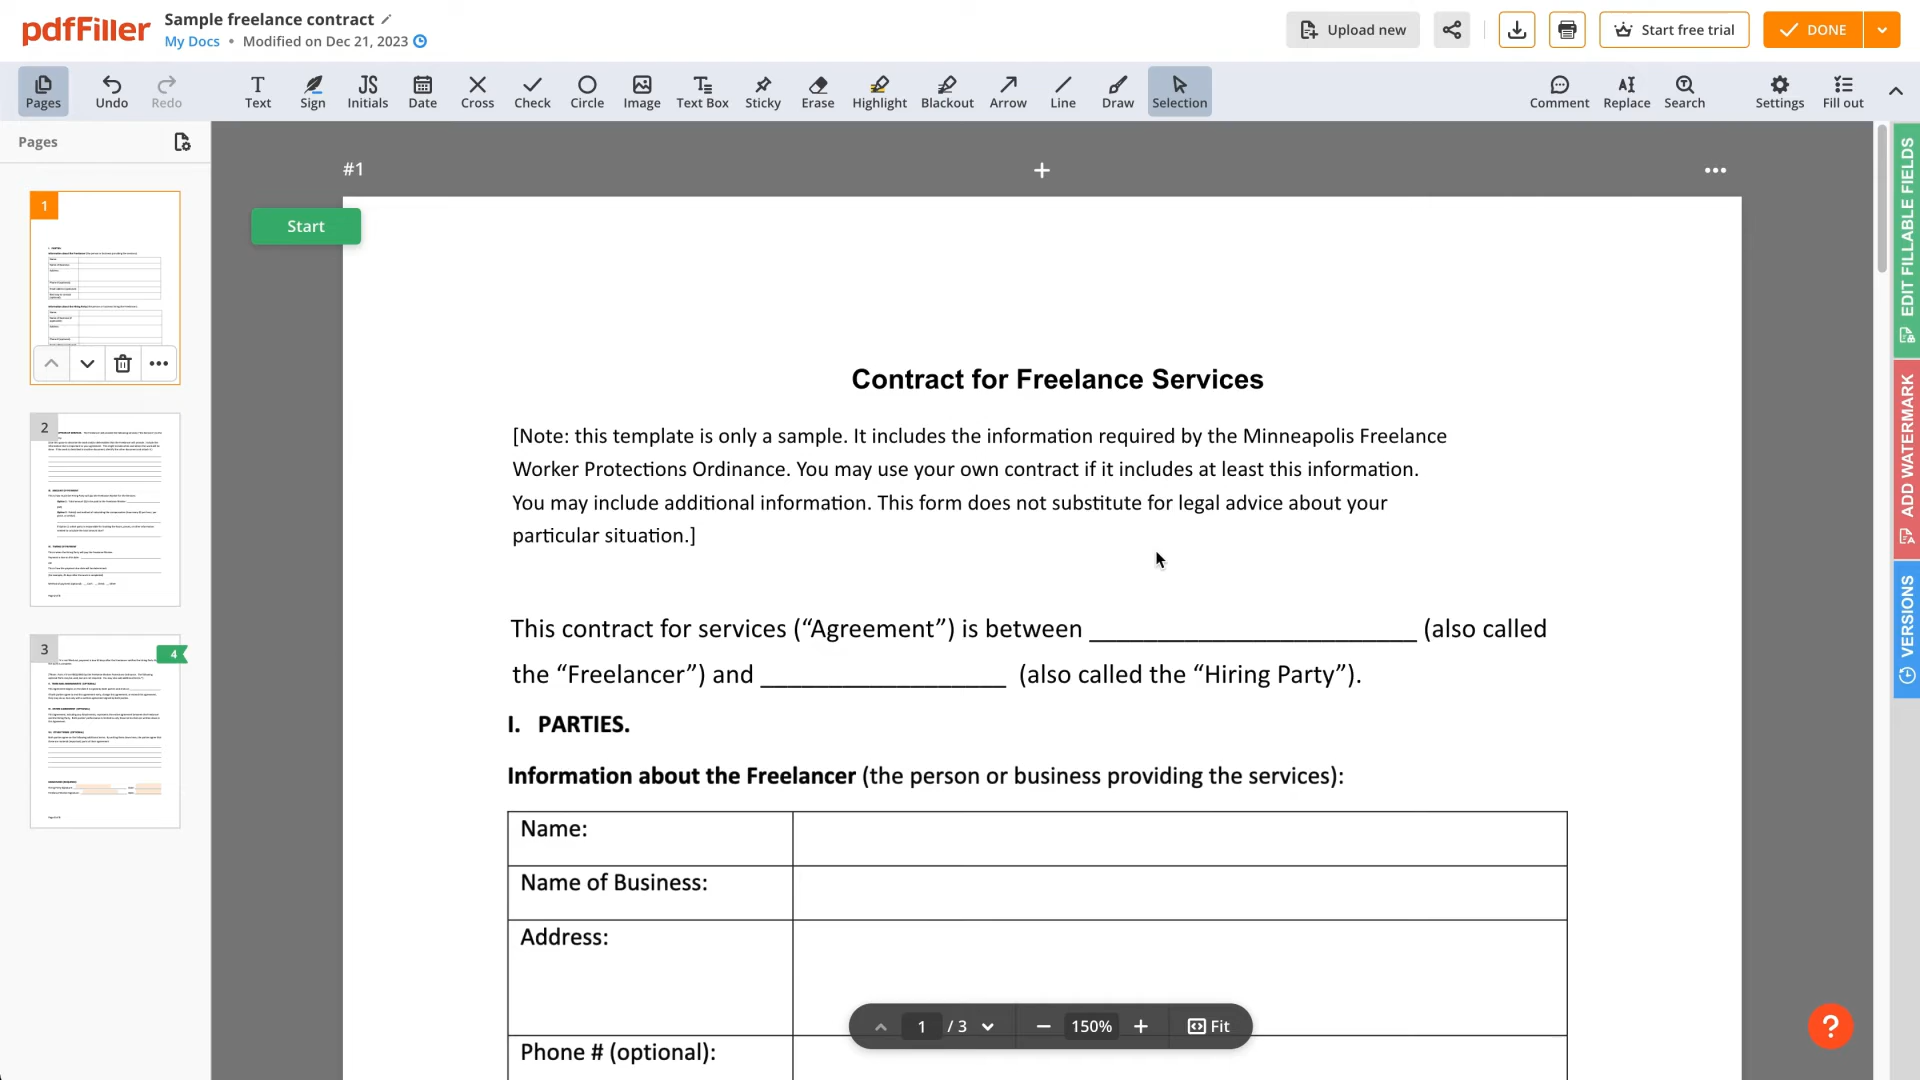 pdfFiller
Sample freelance contract
My Docs • Modified on Dec 21, 2023
Upload new
Start free trial
DONE
Pages
Undo
Redo
Text
Sign
Initials
Date
Cross
Check
Circle
Image
Text Box
Sticky
Erase
Highlight
Blackout
Arrow
Line
Draw
Selection
Comment
Replace
Search
Settings
Fill out
Pages
1
2
3
4
#1
Start
Contract for Freelance Services
[Note: this template is only a sample. It includes the information required by the Minneapolis Freelance
Worker Protections Ordinance. You may use your own contract if it includes at least this information.
You may include additional information. This form does not substitute for legal advice about your
particular situation.]
This contract for services (“Agreement”) is between ________________________ (also called
the “Freelancer”) and __________________ (also called the “Hiring Party”).
I. PARTIES.
Information about the Freelancer (the person or business providing the services):
Name:
Name of Business:
Address:
Phone # (optional):
1 / 3
150%
Fit
EDIT FILLABLE FIELDS
ADD WATERMARK
VERSIONS
?